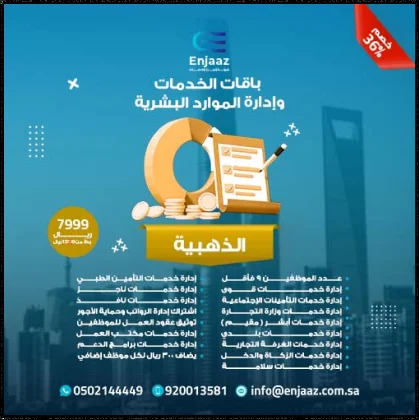 خصم
36%
Enjaaz
باقات الخدمات
وإدارة الموارد البشرية
7999
ريال
الذهبية
عدد الموظفين ٩ فأقل
إدارة خدمات قوى
إدارة خدمات التأمينات الإجتماعية
إدارة خدمات وزارة التجارة
إدارة خدمات أبشر ( مقيم )
إدارة خدمات بلدي
إدارة خدمات الغرفة التجارية
إدارة خدمات الزكاة والدخل
إدارة خدمات سلامة
إدارة خدمات التأمين الطبي
إدارة خدمات ناجز
إدارة خدمات نافذ
اشتراك إدارة الرواتب وحماية الأجور
توثيق عقود العمل للموظفين
إدارة خدمات مكتب العمل
إدارة خدمات برامج الدعم
يضاف ٣٠٠ ريال لكل موظف إضافي
0502144449
920013581
info@enjaaz.com.sa